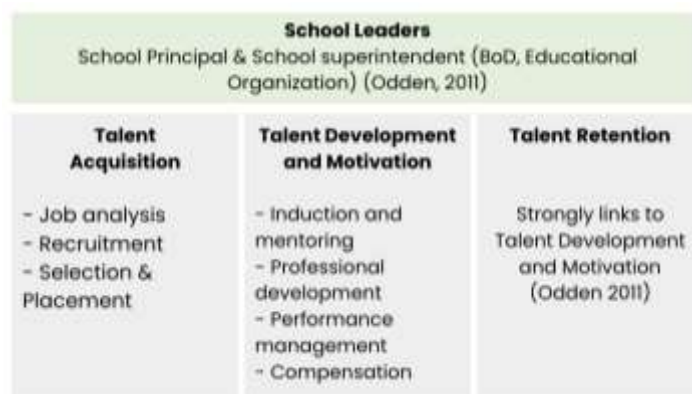 School Leaders
School Principal & School superintendent (BoD, Educational
Organization) (Odden, 2011)
Talent
Acquisition
- Job analysis
- Recruitment
- Selection &
Placement
Talent Development
and Motivation
- Induction and
mentoring
- Professional
development
- Performance
management
- Compensation
Talent Retention
Strongly links to
Talent Development
and Motivation
(Odden 2011)